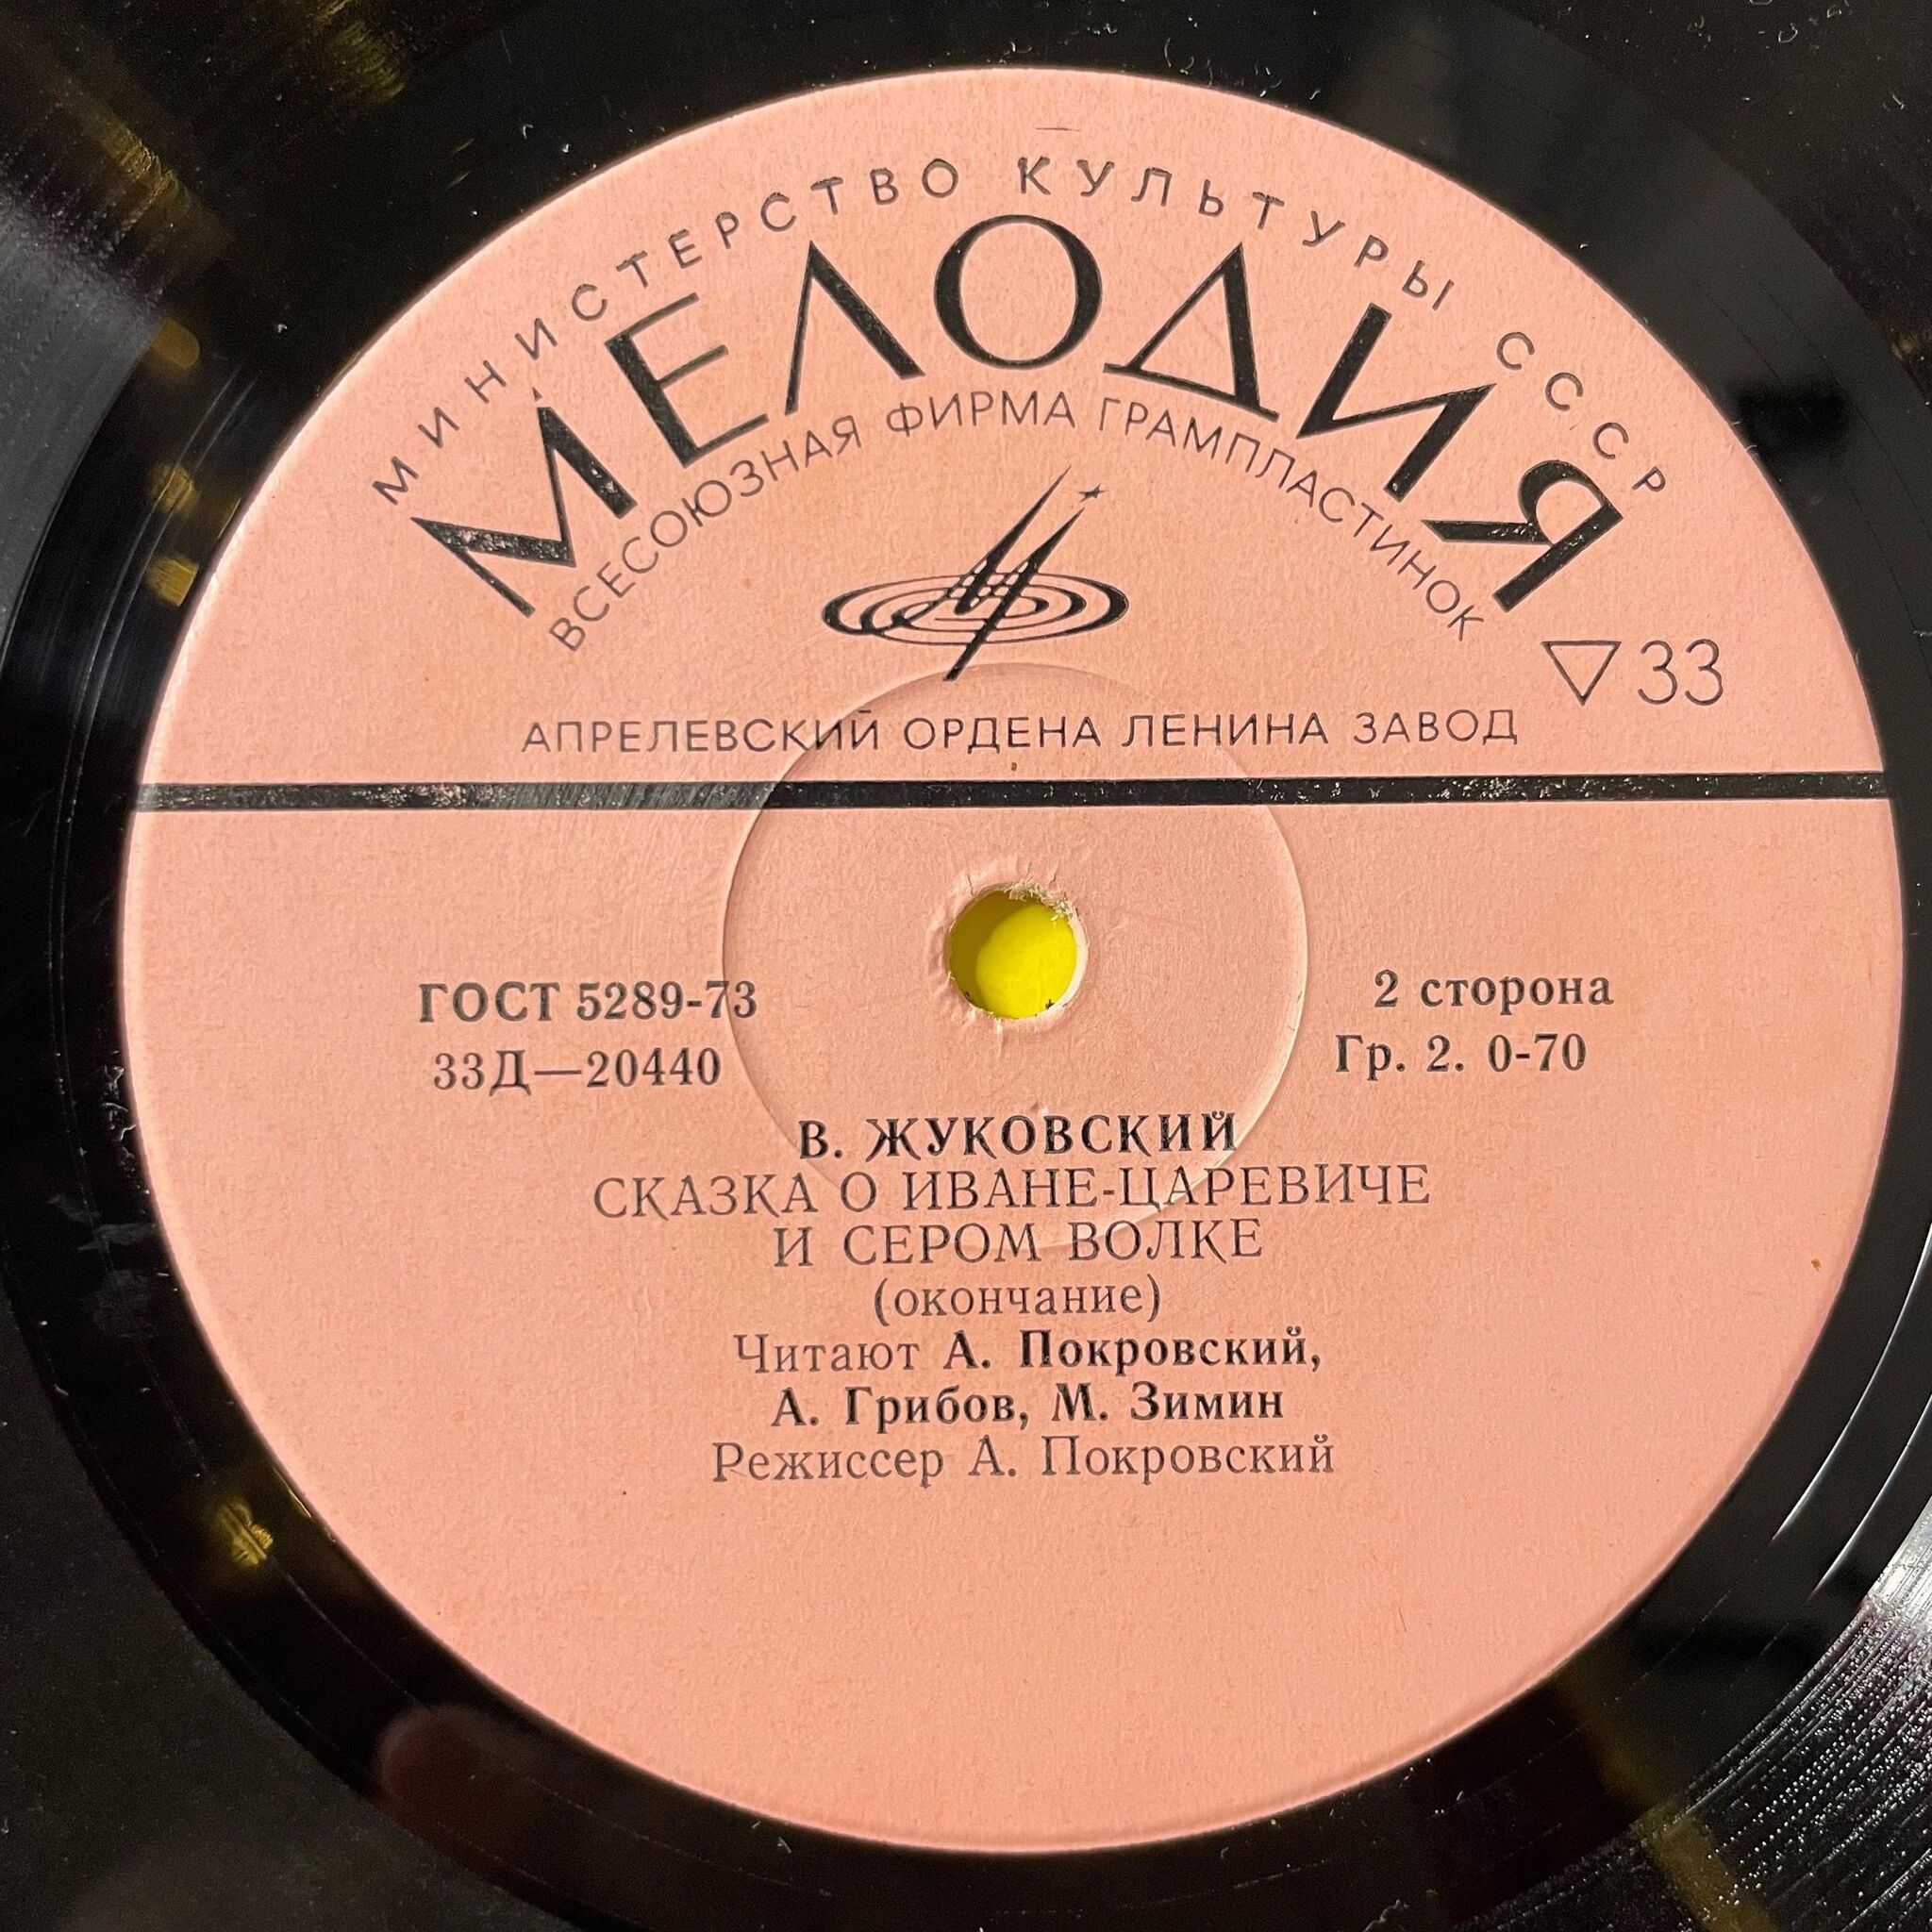 МИНИСТЕРСТВО КУЛЬТУРЫ СССР
МЕЛОДИЯ
ВСЕСОЮЗНАЯ ФИРМА ГРАМПЛАСТИНОК
▽33
АПРЕЛЕВСКИЙ ОРДЕНА ЛЕНИНА ЗАВОД
ГОСТ 5289-73
33Д—20440
2 сторона
Гр. 2. 0-70
В. ЖУКОВСКИЙ
СКАЗКА О ИВАНЕ-ЦАРЕВИЧЕ
И СЕРОМ ВОЛКЕ
(окончание)
Читают А. Покровский,
А. Грибов, М. Зимин
Режиссер А. Покровский